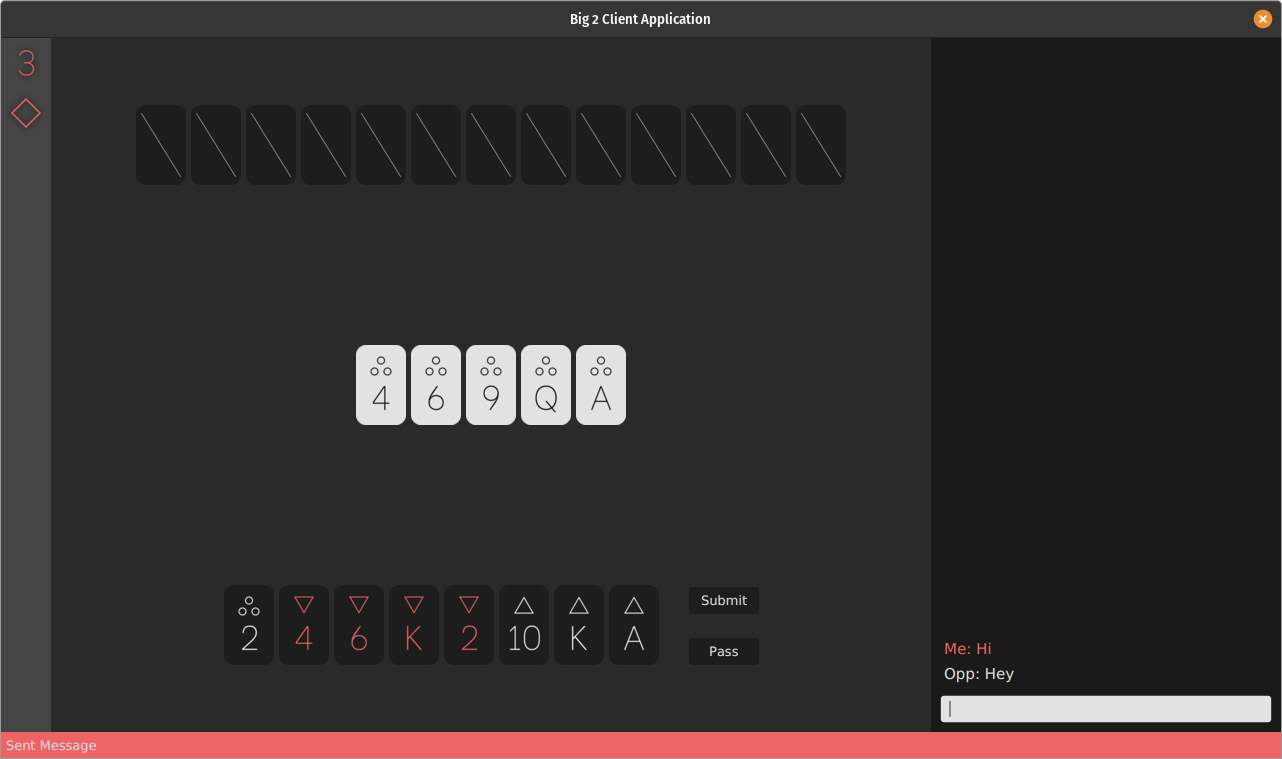 Big 2 Client Application
3
4 6 9 Q A
2 4 6 K 2 10 K A
Submit
Pass
Me: Hi
Opp: Hey
Sent Message